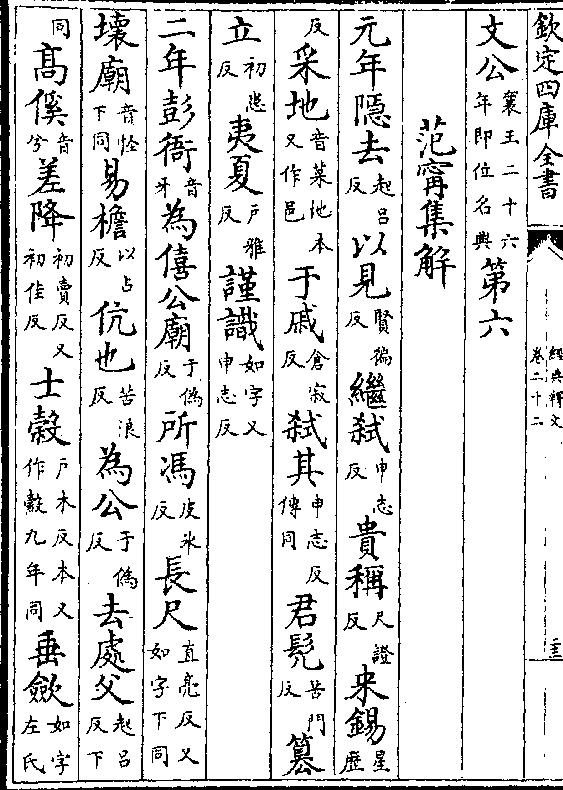 欽定四庫全書
經典釋文
卷二十二
文公襄王二十六年即位名興第六
范甯集解
元年隠去起呂反以見賢徧反繼弑申志反貴稱尺證反来錫星歷
反采地音菜地本又作邑于戚倉寂反弑其申志反傳同君髠苦門反簒
立初患反夷夏戶雅反謹識如字又申志反
二年彭衙音牙為僖公廟于偽反所馮皮氷反長尺直亮反又如字下同
壊廟音怪下同易檐以占反伉也苦浪反為公于偽反去處父起呂反下
同高傒音兮差降初賣反又初佳反士縠戶木反本又作榖九年同垂斂如字左氏